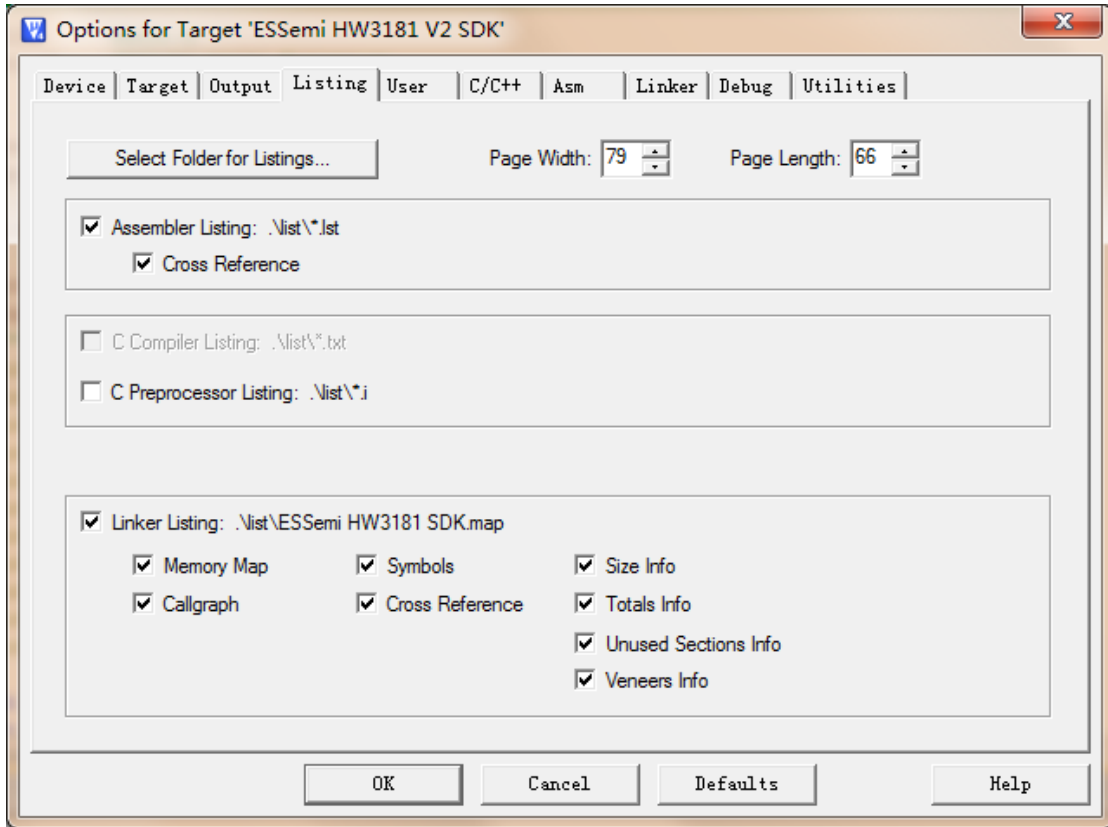 Options for Target 'ESSemi HW3181 V2 SDK'
Device Target Output Listing User C/C++ Asm Linker Debug Utilities
Select Folder for Listings... Page Width: 79 Page Length: 66
Assembler Listing: .\list\*.lst
Cross Reference
C Compiler Listing: .\list\*.txt
C Preprocessor Listing: .\list\*.i
Linker Listing: .\list\ESSemi HW3181 SDK.map
Memory Map Symbols Size Info
Callgraph Cross Reference Totals Info
Unused Sections Info
Veneers Info
OK Cancel Defaults Help